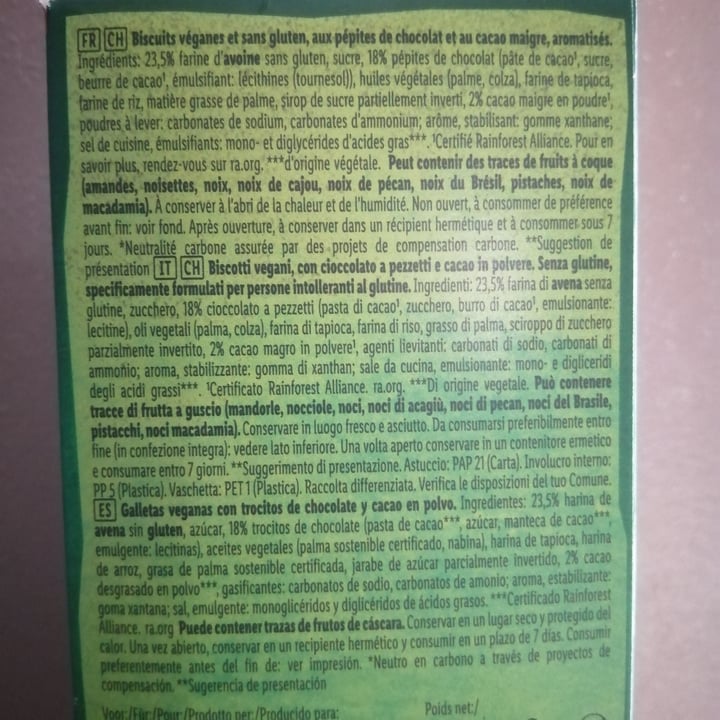 FR CH Biscuits véganes et sans gluten, aux pépites de chocolat et au cacao maigre, aromatisés.
Ingrédients: 23,5% farine d'avoine sans gluten, sucre, 18% pépites de chocolat (pâte de cacao¹, sucre,
beurre de cacao¹, émulsifiant: lécithines (tournesol)), huiles végétales (palme, colza), farine de tapioca,
farine de riz, matière grasse de palme, sirop de sucre partiellement inverti, 2% cacao maigre en poudre¹,
poudres à lever: carbonates de sodium, carbonates d'ammonium; arôme, stabilisant: gomme xanthane;
sel de cuisine, émulsifiants: mono- et diglycérides d'acides gras***. ¹Certifié Rainforest Alliance. Pour en
savoir plus, rendez-vous sur ra.org. ***d'origine végétale. Peut contenir des traces de fruits à coque
(amandes, noisettes, noix, noix de cajou, noix de pécan, noix du Brésil, pistaches, noix de
macadamia). À conserver à l'abri de la chaleur et de l'humidité. Non ouvert, à consommer de préférence
avant fin: voir fond. Après ouverture, à conserver dans un récipient hermétique et à consommer sous 7
jours. *Neutralité carbone assurée par des projets de compensation carbone. **Suggestion de
présentation IT CH Biscotti vegani, con cioccolato a pezzetti e cacao in polvere. Senza glutine,
specificamente formulati per persone intolleranti al glutine. Ingredienti: 23,5% farina di avena senza
glutine, zucchero, 18% cioccolato a pezzetti (pasta di cacao¹, zucchero, burro di cacao¹, emulsionante:
lecitine), oli vegetali (palma, colza), farina di tapioca, farina di riso, grasso di palma, sciroppo di zucchero
parzialmente invertito, 2% cacao magro in polvere¹, agenti lievitanti: carbonati di sodio, carbonati di
ammonio; aroma, stabilizzante: gomma di xanthan; sale da cucina, emulsionante: mono- e digliceridi
degli acidi grassi***. ¹Certificato Rainforest Alliance. ra.org. ***Di origine vegetale. Può contenere
tracce di frutta a guscio (mandorle, nocciole, noci, noci di acagiù, noci di pecan, noci del Brasile,
pistacchi, noci macadamia). Conservare in luogo fresco e asciutto. Da consumarsi preferibilmente entro
fine (in confezione integra): vedere lato inferiore. Una volta aperto conservare in un contenitore ermetico
e consumare entro 7 giorni. **Suggerimento di presentazione. Astuccio: PAP 21 (Carta). Involucro interno:
PP 5 (Plastica). Vaschetta: PET 1 (Plastica). Raccolta differenziata. Verifica le disposizioni del tuo Comune.
ES Galletas veganas con trocitos de chocolate y cacao en polvo. Ingredientes: 23,5% harina de
avena sin gluten, azúcar, 18% trocitos de chocolate (pasta de cacao***, azúcar, manteca de cacao***,
emulgente: lecitinas), aceites vegetales (palma sostenible certificado, nabina), harina de tapioca, harina
de arroz, grasa de palma sostenible certificada, jarabe de azúcar parcialmente invertido, 2% cacao
desgrasado en polvo***, gasificantes: carbonatos de sodio, carbonatos de amonio; aroma, estabilizante:
goma xantana; sal, emulgente: monoglicéridos y diglicéridos de ácidos grasos. ***Certificado Rainforest
Alliance. ra.org Puede contener trazas de frutos de cáscara. Conservar en un lugar seco y protegido del
calor. Una vez abierto, conservar en un recipiente hermético y consumir en un plazo de 7 días. Consumir
preferentemente antes del fin de: ver impresión. *Neutro en carbono a través de proyectos de
compensación. **Sugerencia de presentación
Voor:/Für:/Pour:/Prodotto per:/Producido para:
Poids net:/